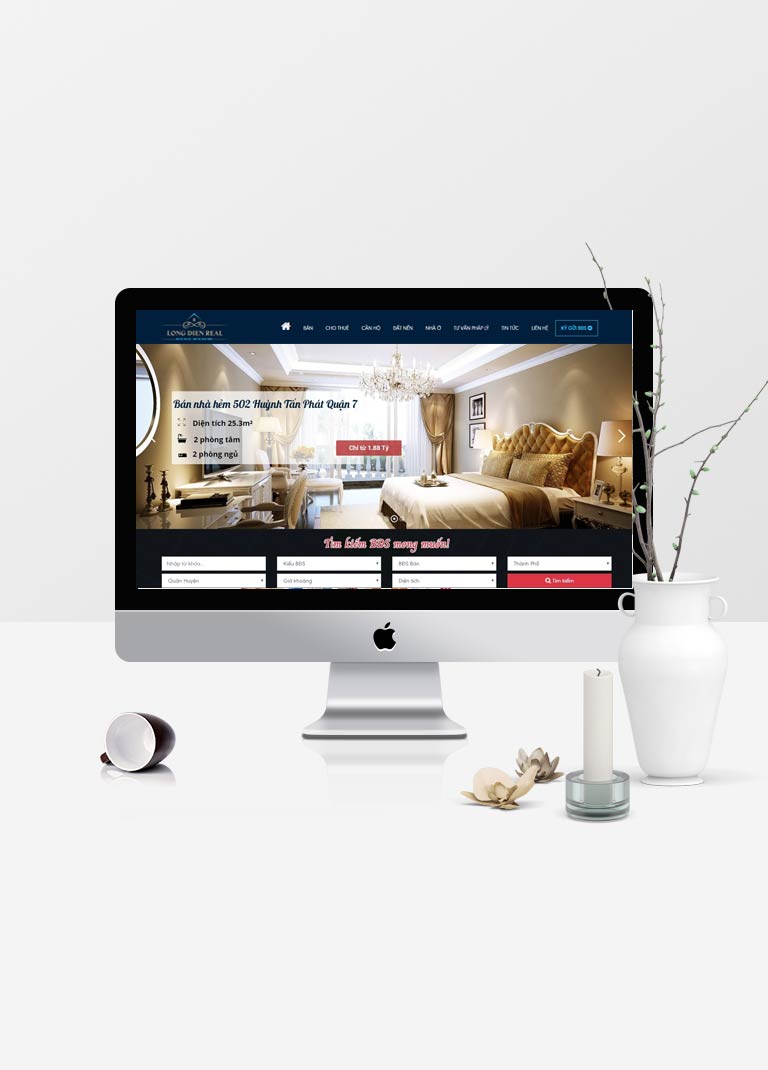 LONG DIEN REAL
BÁN
CHO THUÊ
CĂN HỘ
ĐẤT NỀN
NHÀ Ở
TƯ VẤN PHÁP LÝ
TIN TỨC
LIÊN HỆ
KÝ GỬI BĐS
Bán nhà hẻm 502 Huỳnh Tấn Phát Quận 7
Diện tích 25.3m²
2 phòng tắm
2 phòng ngủ
Chỉ từ 1.88 Tỷ
Tìm kiếm BĐS mong muốn!
Nhập từ khóa...
Kiểu BĐS
BĐS Bán
Thành Phố
Quận Huyện
Giá khoảng
Diện tích
Tìm kiếm